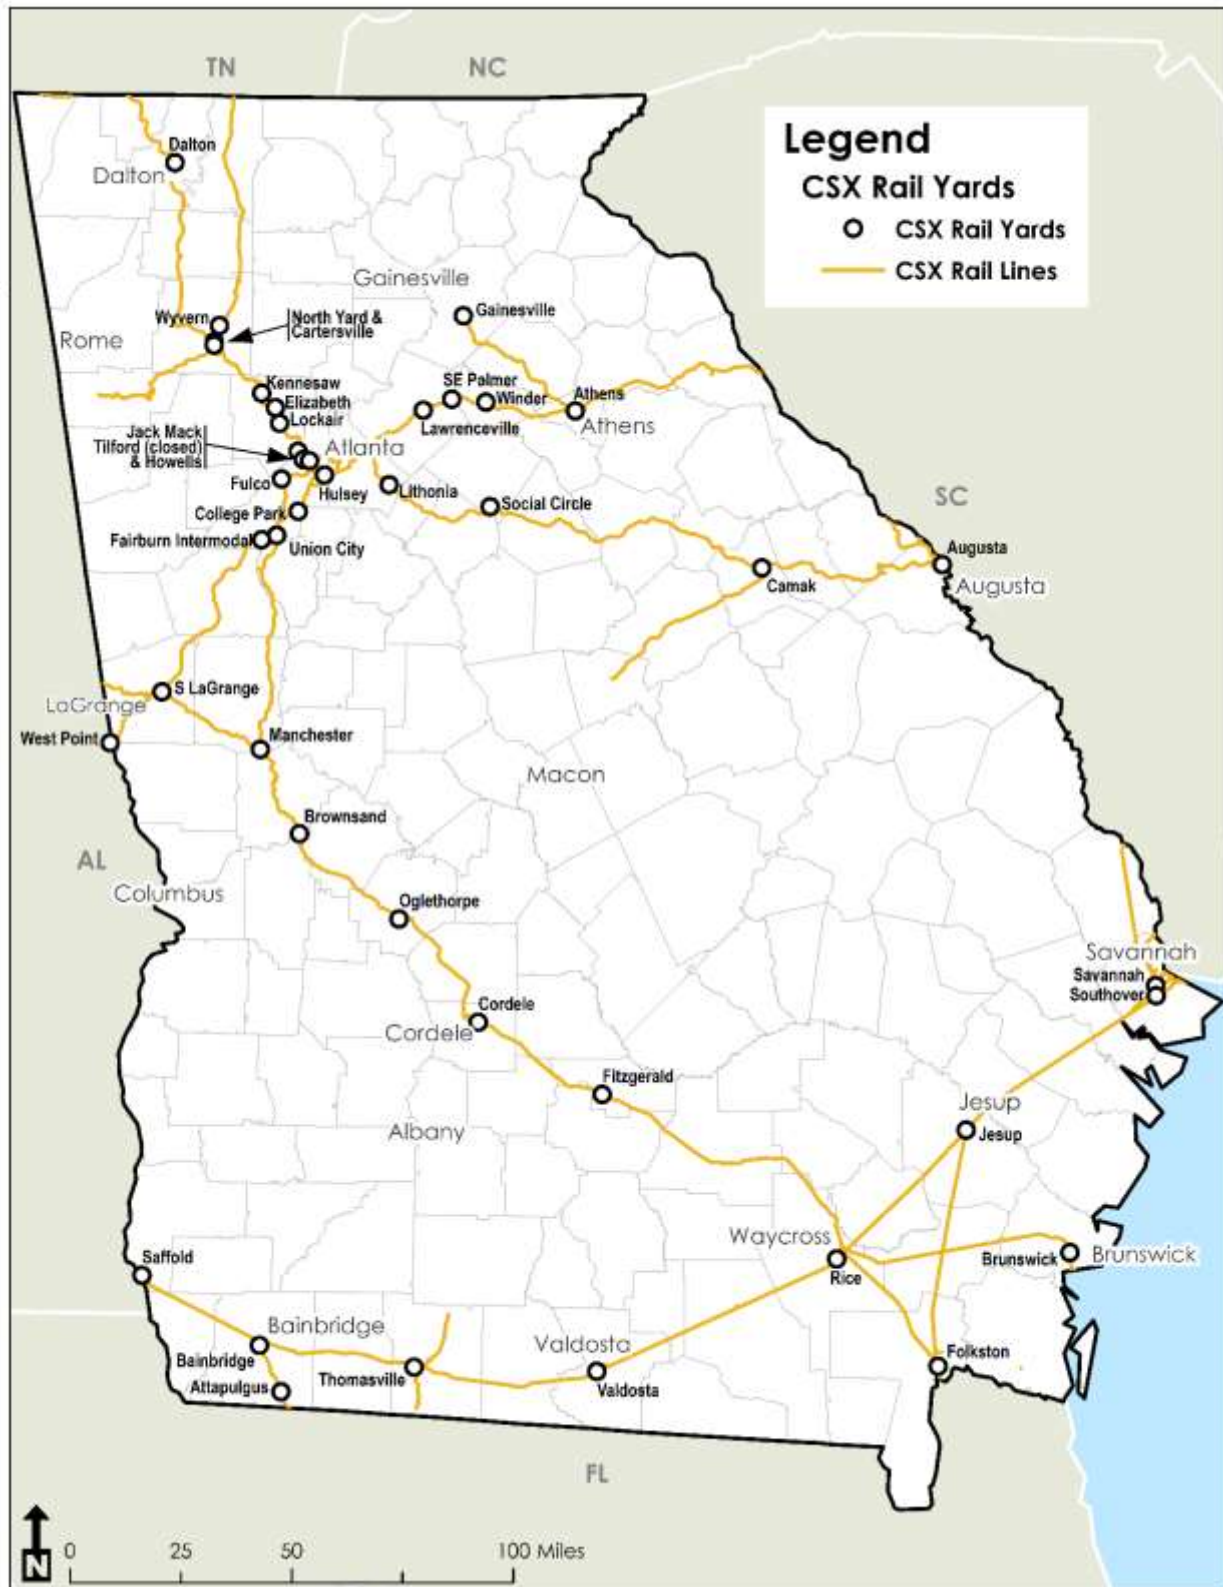 TN
NC
Legend
CSX Rail Yards
CSX Rail Yards
CSX Rail Lines
Dalton
Dalton
Gainesville
Gainesville
Wyvern
North Yard &
Cartersville
Rome
Kennesaw
Elizabeth
Lockair
SE Palmer
Winder
Athens
Athens
Lawrenceville
Jack Mack
Tilford (closed)
& Howells
Atlanta
Fulco
Hulsey
Lithonia
Social Circle
SC
College Park
Fairburn Intermodal
Union City
Augusta
Augusta
Camak
S LaGrange
LaGrange
West Point
Manchester
Macon
Brownsand
AL
Columbus
Oglethorpe
Savannah
Savannah
Southover
Cordele
Cordele
Fitzgerald
Albany
Jesup
Jesup
Waycross
Rice
Brunswick
Brunswick
Saffold
Bainbridge
Bainbridge
Attapulgus
Thomasville
Valdosta
Valdosta
Folkston
FL
N
0 25 50 100 Miles